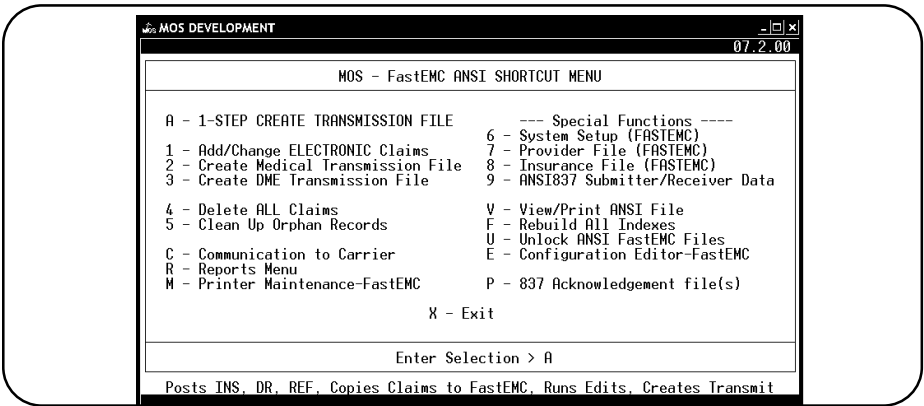 MOS DEVELOPMENT
07.2.00
MOS - FastEMC ANSI SHORTCUT MENU
A - 1-STEP CREATE TRANSMISSION FILE
1 - Add/Change ELECTRONIC Claims
2 - Create Medical Transmission File
3 - Create DME Transmission File
4 - Delete ALL Claims
5 - Clean Up Orphan Records
C - Communication to Carrier
R - Reports Menu
M - Printer Maintenance-FastEMC
--- Special Functions ----
6 - System Setup (FASTEMC)
7 - Provider File (FASTEMC)
8 - Insurance File (FASTEMC)
9 - ANSI837 Submitter/Receiver Data
V - View/Print ANSI File
F - Rebuild All Indexes
U - Unlock ANSI FastEMC Files
E - Configuration Editor-FastEMC
P - 837 Acknowledgement file(s)
X - Exit
Enter Selection > A
Posts INS, DR, REF, Copies Claims to FastEMC, Runs Edits, Creates Transmit